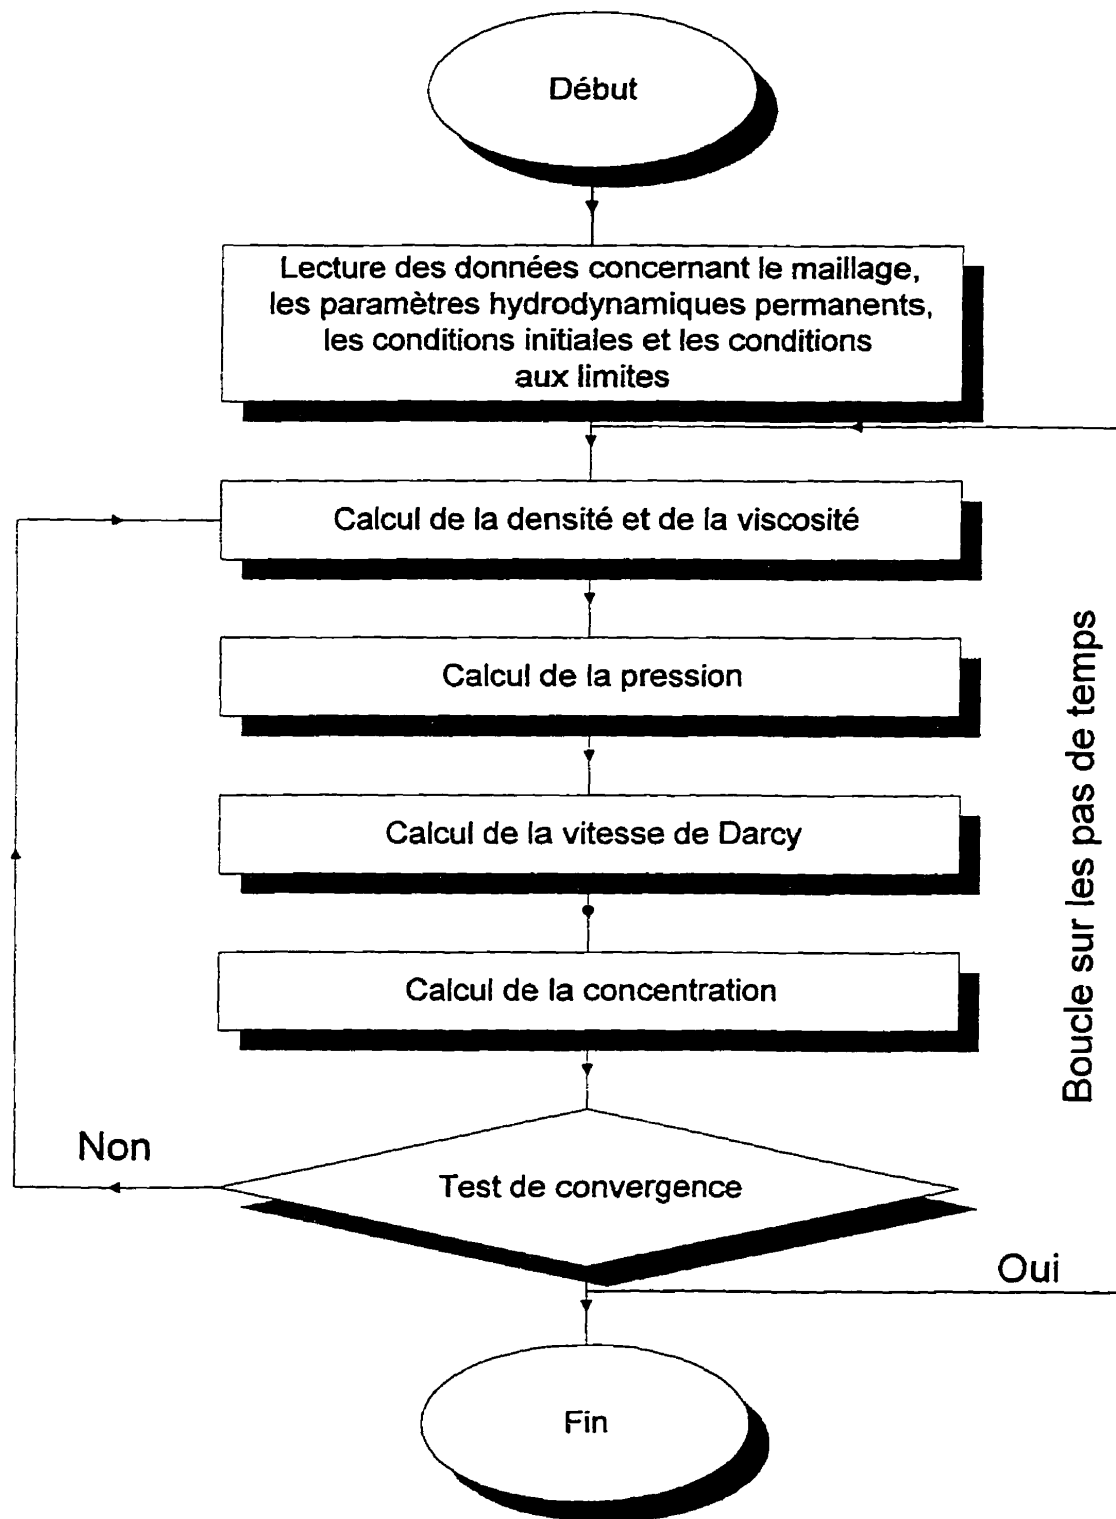 Début
Lecture des données concernant le maillage,
les paramètres hydrodynamiques permanents,
les conditions initiales et les conditions
aux limites
Calcul de la densité et de la viscosité
Calcul de la pression
Calcul de la vitesse de Darcy
Calcul de la concentration
Boucle sur les pas de temps
Non
Test de convergence
Oui
Fin